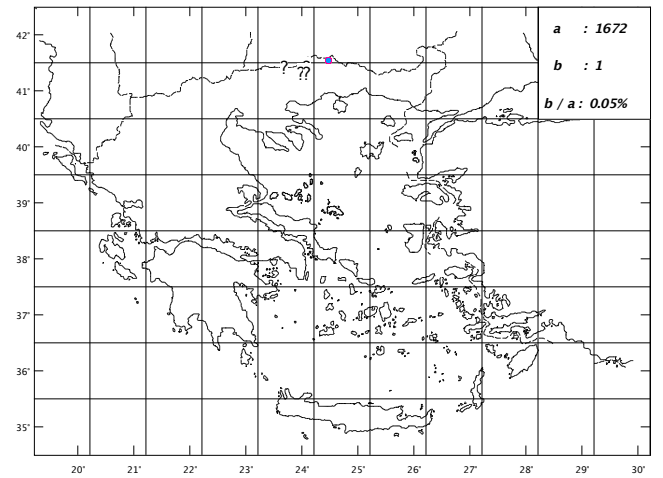 a : 1672
b : 1
b / a : 0.05%
42'
41'
40'
39'
38'
37'
36'
35'
? ? ??
20' 21' 22' 23' 24' 25' 26' 27' 28' 29' 30'